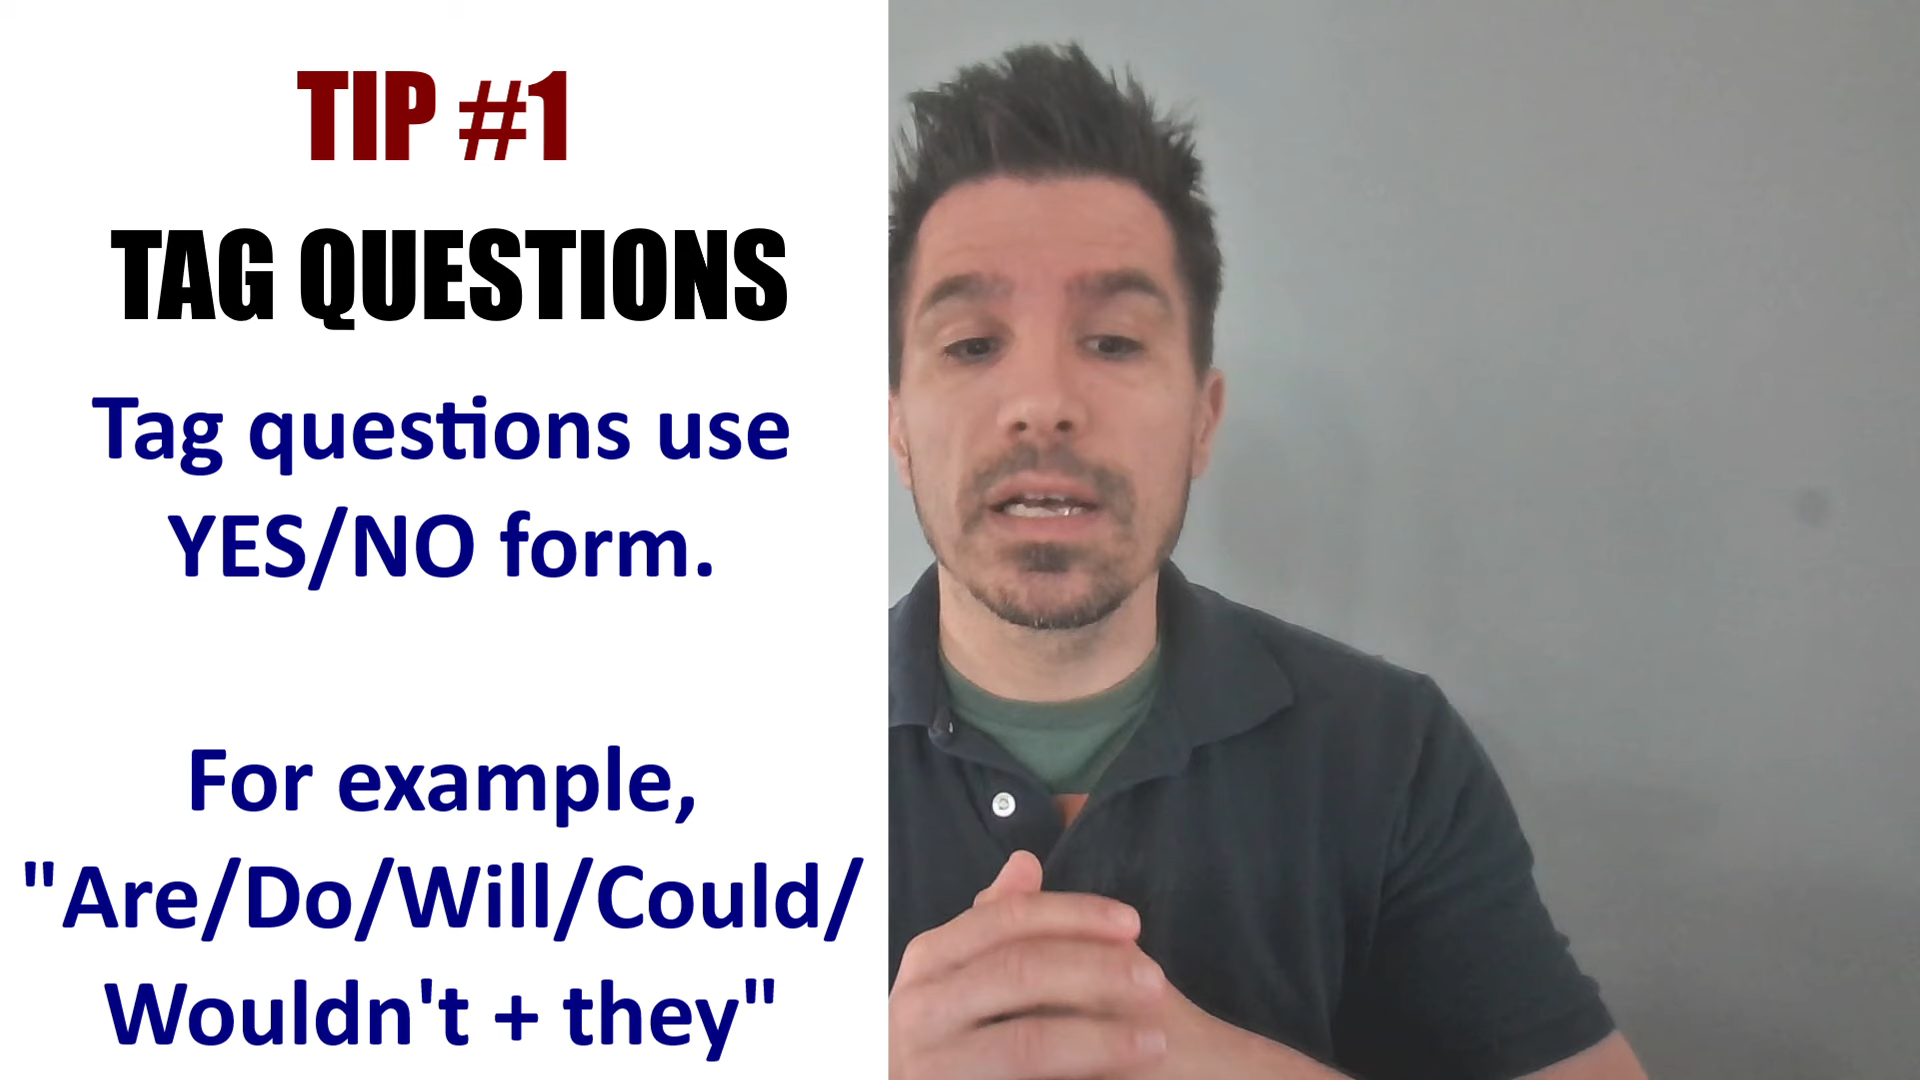 TIP #1
TAG QUESTIONS
Tag questions use
YES/NO form.
For example,
"Are/Do/Will/Could/
Wouldn't + they"